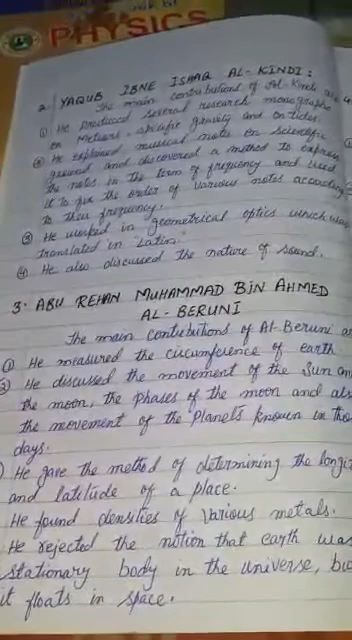 PHYSICS
2. YAQUB IBNE ISHAQ AL-KINDI:
The main contributions of Al-Kindi are
① He produced several research monographs
on Meteors - specific gravity and on tides.
② He explained musical notes on scientific
ground and discovered a method to express
the notes in the term of frequency and used
it to fix the order of various notes according
to their frequency.
③ He worked in geometrical optics which was
translated in "Latin"
④ He also discussed the nature of sound.
3. ABU REHAN MUHAMMAD BIN AHMED
AL-BERUNI
The main contributions of Al-Beruni a
① He measured the circumference of earth
② He discussed the movement of the Sun an
the moon, the phases of the moon and als
the movement of the Planets known in tho
days.
) He gave the method of determining the longit
and latitude of a place.
He found densities of various metals.
He rejected the notion that earth was
stationary body in the universe, bu
it floats in space.